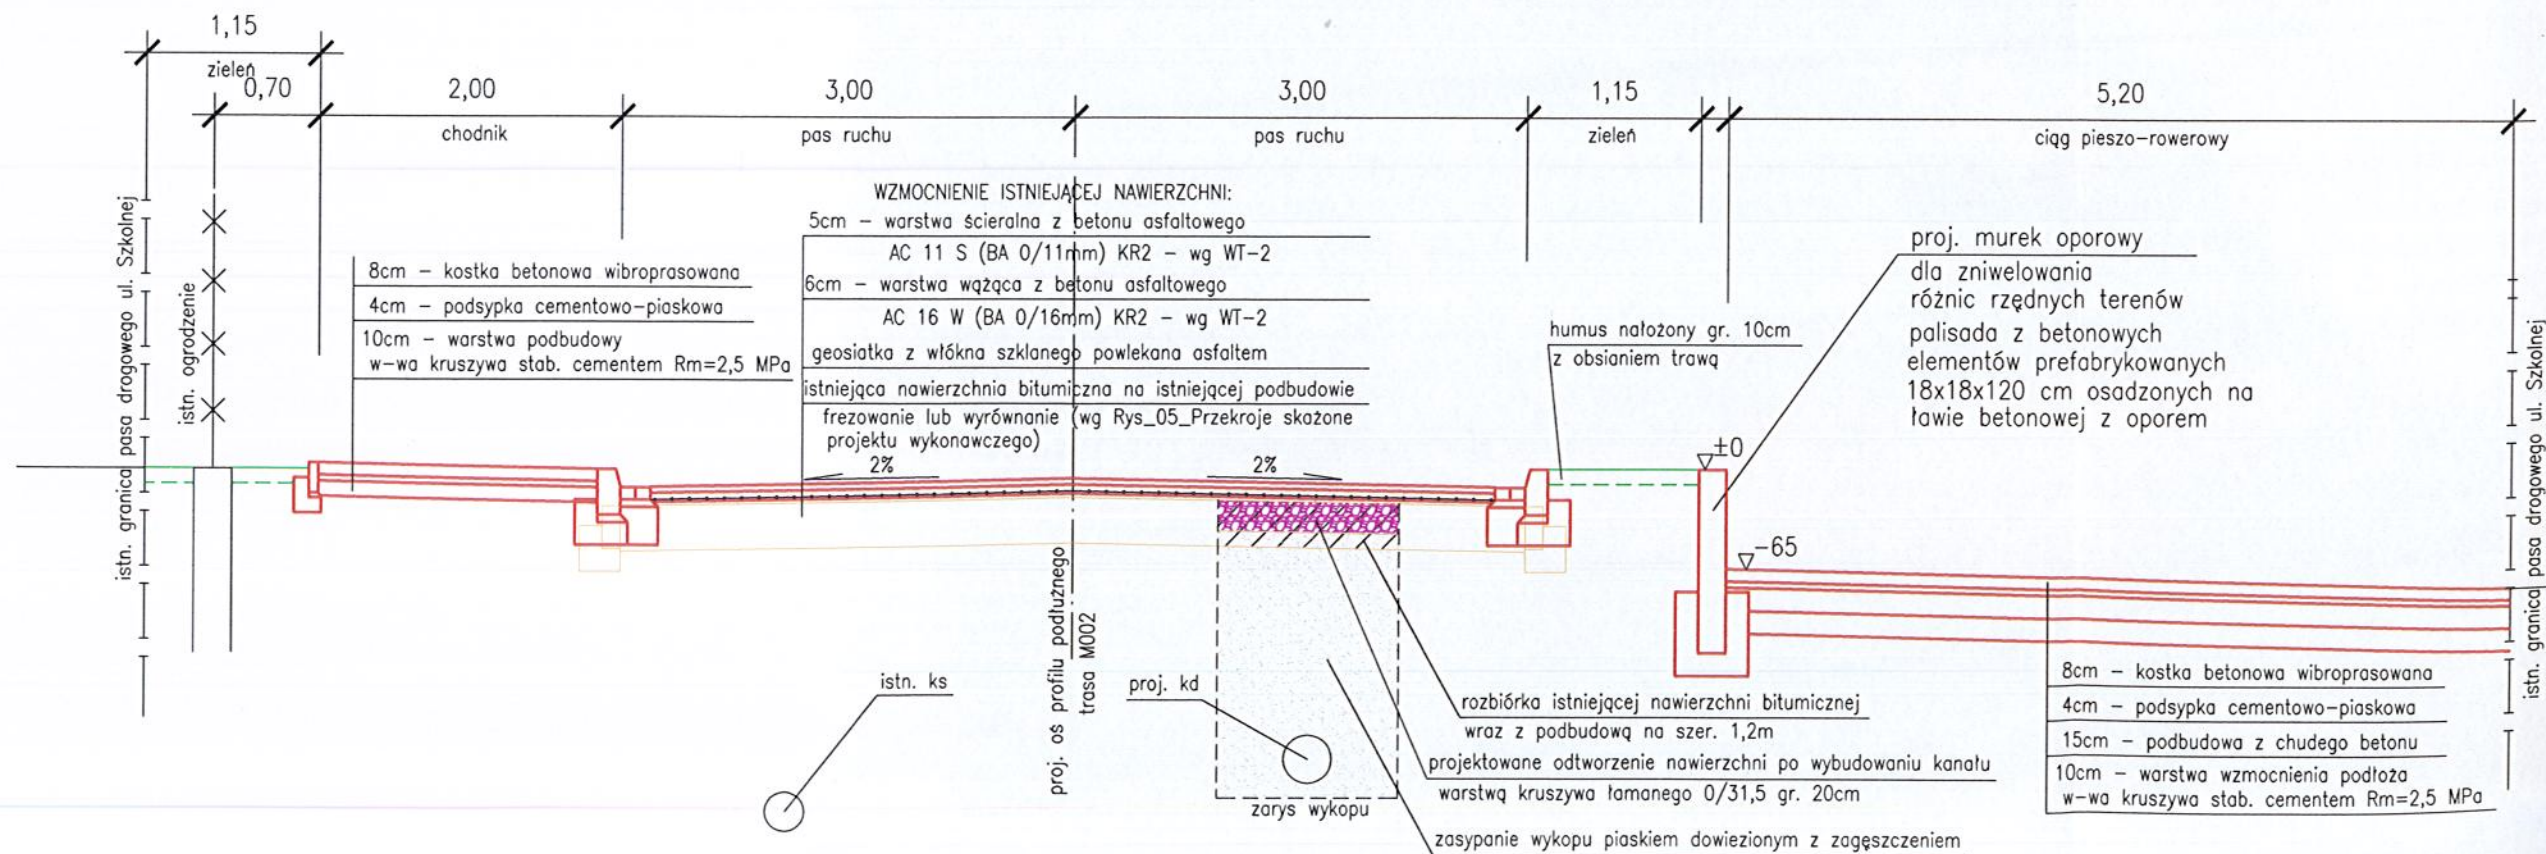 1,15
zieleń
0,70
2,00
chodnik
3,00
pas ruchu
3,00
pas ruchu
1,15
zieleń
5,20
ciąg pieszo-rowerowy
istn. granica pasa drogowego ul. Szkolnej
istn. ogrodzenie
8cm – kostka betonowa wibroprasowana
4cm – podsypka cementowo-piaskowa
10cm – warstwa podbudowy
w-wa kruszywa stab. cementem Rm=2,5 MPa
WZMOCNIENIE ISTNIEJĄCEJ NAWIERZCHNI:
5cm – warstwa ścieralna z betonu asfaltowego
AC 11 S (BA 0/11mm) KR2 – wg WT-2
6cm – warstwa wążąca z betonu asfaltowego
AC 16 W (BA 0/16mm) KR2 – wg WT-2
geosiatka z włókna szklanego powlekana asfaltem
istniejąca nawierzchnia bitumiczna na istniejącej podbudowie
frezowanie lub wyrównanie (wg Rys_05_Przekroje skażone
projektu wykonawczego)
2%
2%
humus nałożony gr. 10cm
z obsianiem trawą
proj. murek oporowy
dla zniwelowania
różnic rzędnych terenów
palisada z betonowych
elementów prefabrykowanych
18x18x120 cm osadzonych na
ławie betonowej z oporem
±0
-65
istn. granica pasa drogowego ul. Szkolnej
proj. oś profilu podłużnego
trasa M002
istn. ks
proj. kd
zarys wykopu
rozbiórka istniejącej nawierzchni bitumicznej
wraz z podbudową na szer. 1,2m
projektowane odtworzenie nawierzchni po wybudowaniu kanału
warstwą kruszywa łamanego 0/31,5 gr. 20cm
zasypanie wykopu piaskiem dowiezionym z zagęszczeniem
8cm – kostka betonowa wibroprasowana
4cm – podsypka cementowo-piaskowa
15cm – podbudowa z chudego betonu
10cm – warstwa wzmocnienia podłoża
w-wa kruszywa stab. cementem Rm=2,5 MPa